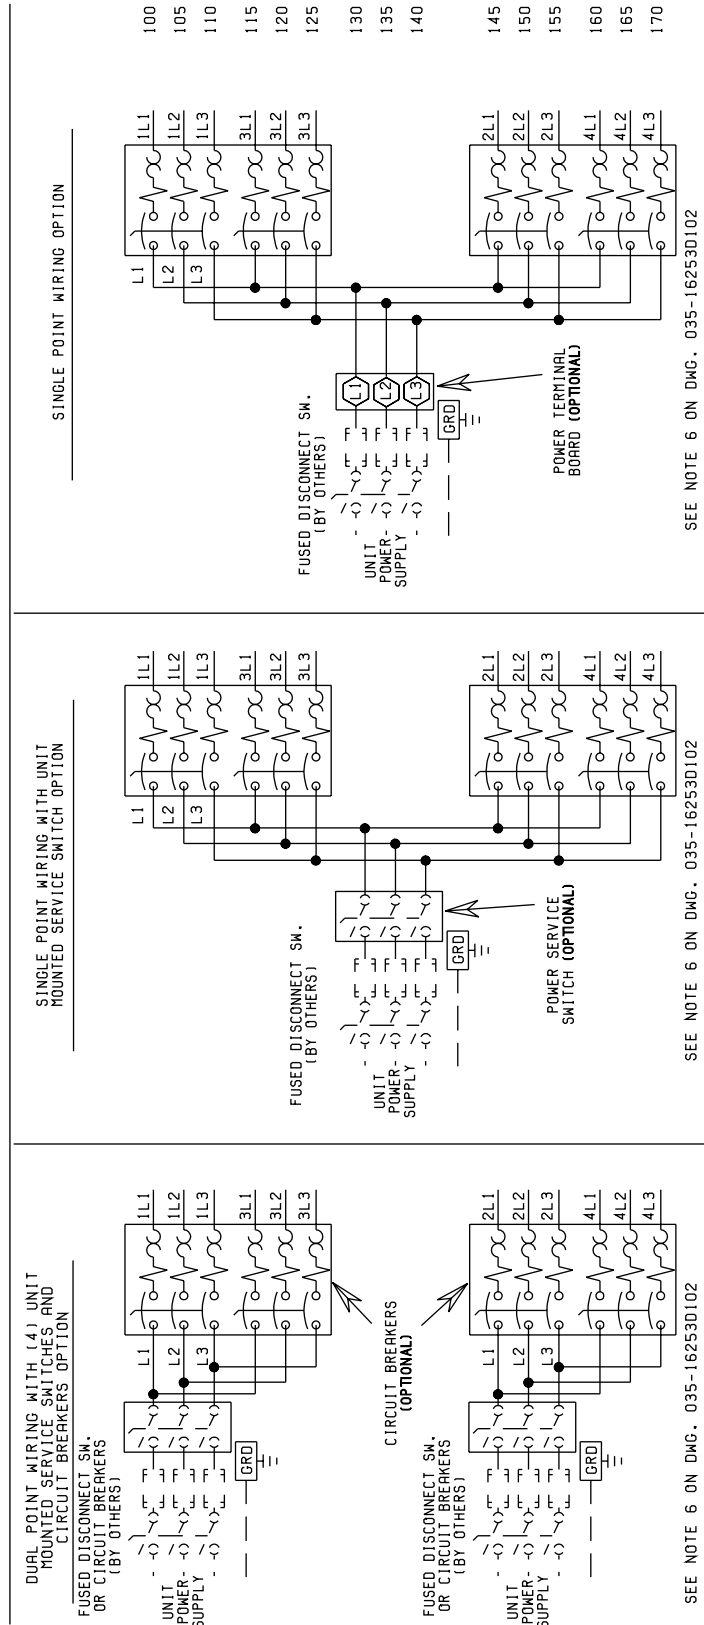 DUAL POINT WIRING WITH (4) UNIT
MOUNTED SERVICE SWITCHES AND
CIRCUIT BREAKERS OPTION
FUSED DISCONNECT SW.
OR CIRCUIT BREAKERS
(BY OTHERS)
UNIT
POWER
SUPPLY
GRD
L1
L2
L3
1L1
1L2
1L3
3L1
3L2
3L3
CIRCUIT BREAKERS
(OPTIONAL)
FUSED DISCONNECT SW.
OR CIRCUIT BREAKERS
(BY OTHERS)
UNIT
POWER
SUPPLY
GRD
L1
L2
L3
2L1
2L2
2L3
4L1
4L2
4L3
SEE NOTE 6 ON DWG. 035-16253D102
SINGLE POINT WIRING WITH UNIT
MOUNTED SERVICE SWITCH OPTION
L1
L2
L3
1L1
1L2
1L3
3L1
3L2
3L3
FUSED DISCONNECT SW.
(BY OTHERS)
UNIT
POWER
SUPPLY
GRD
POWER SERVICE
SWITCH (OPTIONAL)
2L1
2L2
2L3
4L1
4L2
4L3
SEE NOTE 6 ON DWG. 035-16253D102
SINGLE POINT WIRING OPTION
L1
L2
L3
1L1
1L2
1L3
3L1
3L2
3L3
FUSED DISCONNECT SW.
(BY OTHERS)
UNIT
POWER
SUPPLY
L1
L2
L3
GRD
POWER TERMINAL
BOARD (OPTIONAL)
2L1
2L2
2L3
4L1
4L2
4L3
SEE NOTE 6 ON DWG. 035-16253D102
100
105
110
115
120
125
130
135
140
145
150
155
160
165
170